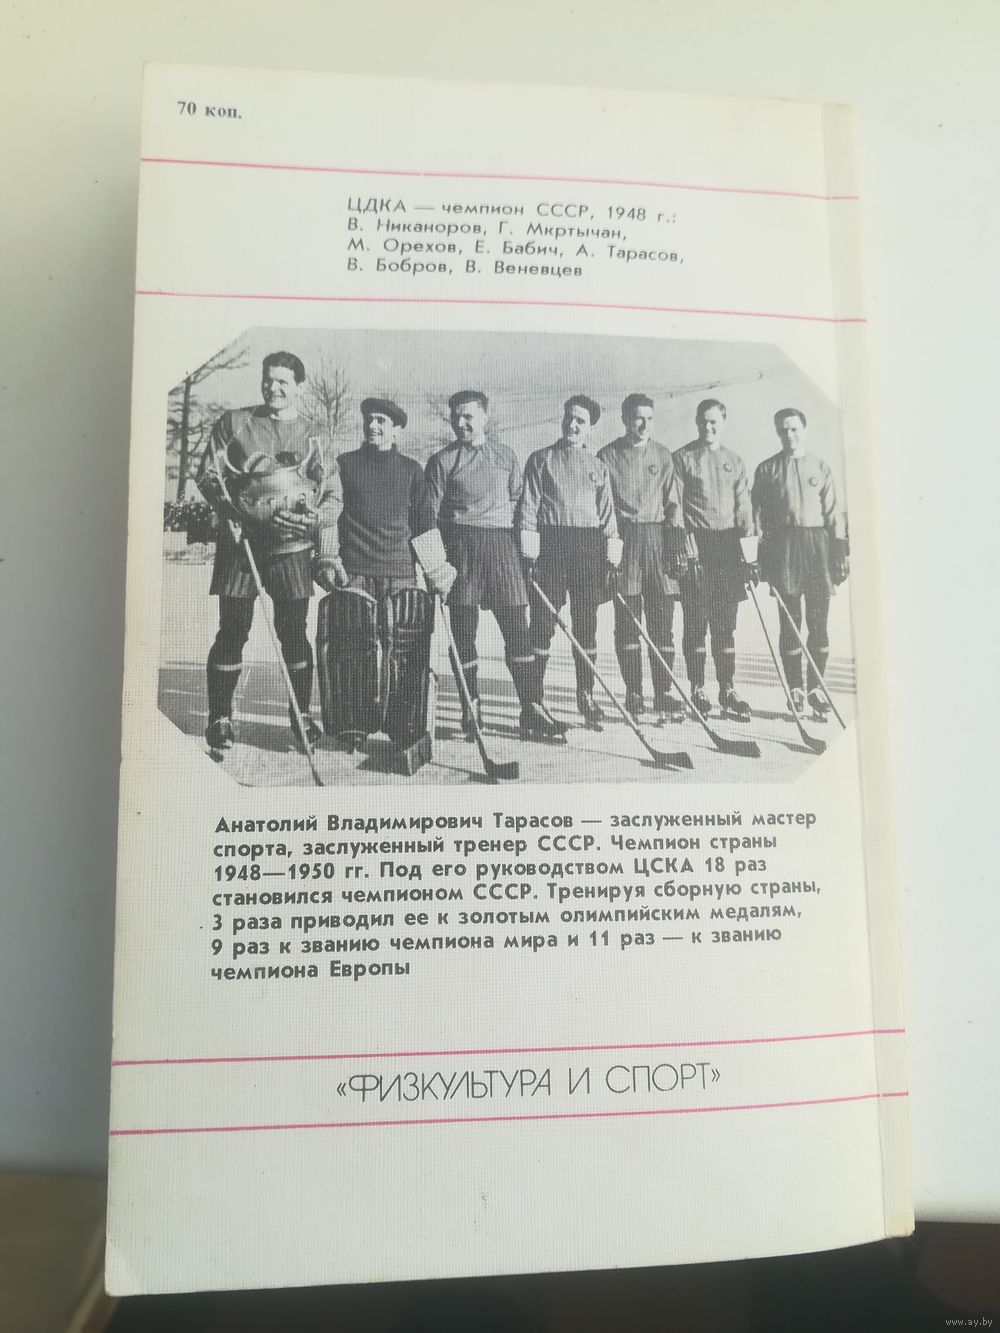 70 коп.
ЦДКА — чемпион СССР, 1948 г.:
В. Никаноров, Г. Мкртычан,
М. Орехов, Е. Бабич, А. Тарасов,
В. Бобров, В. Веневцев
Анатолий Владимирович Тарасов — заслуженный мастер
спорта, заслуженный тренер СССР. Чемпион страны
1948—1950 гг. Под его руководством ЦСКА 18 раз
становился чемпионом СССР. Тренируя сборную страны,
3 раза приводил ее к золотым олимпийским медалям,
9 раз к званию чемпиона мира и 11 раз — к званию
чемпиона Европы
«ФИЗКУЛЬТУРА И СПОРТ»
www.ay.by